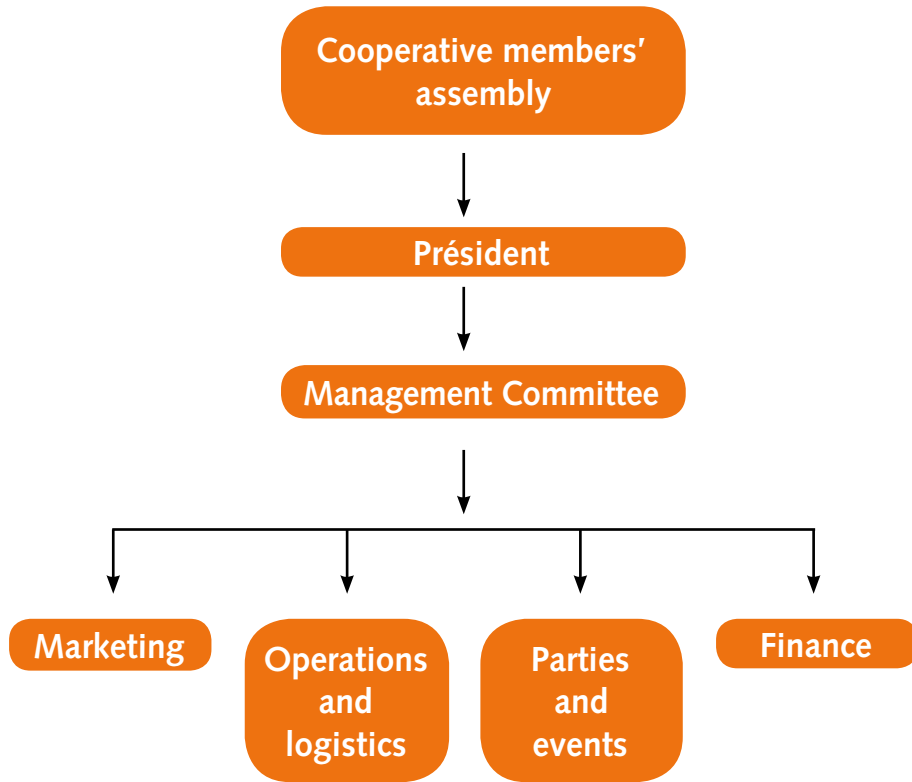 Cooperative members'
assembly
Président
Management Committee
Marketing
Operations
and
logistics
Parties
and
events
Finance